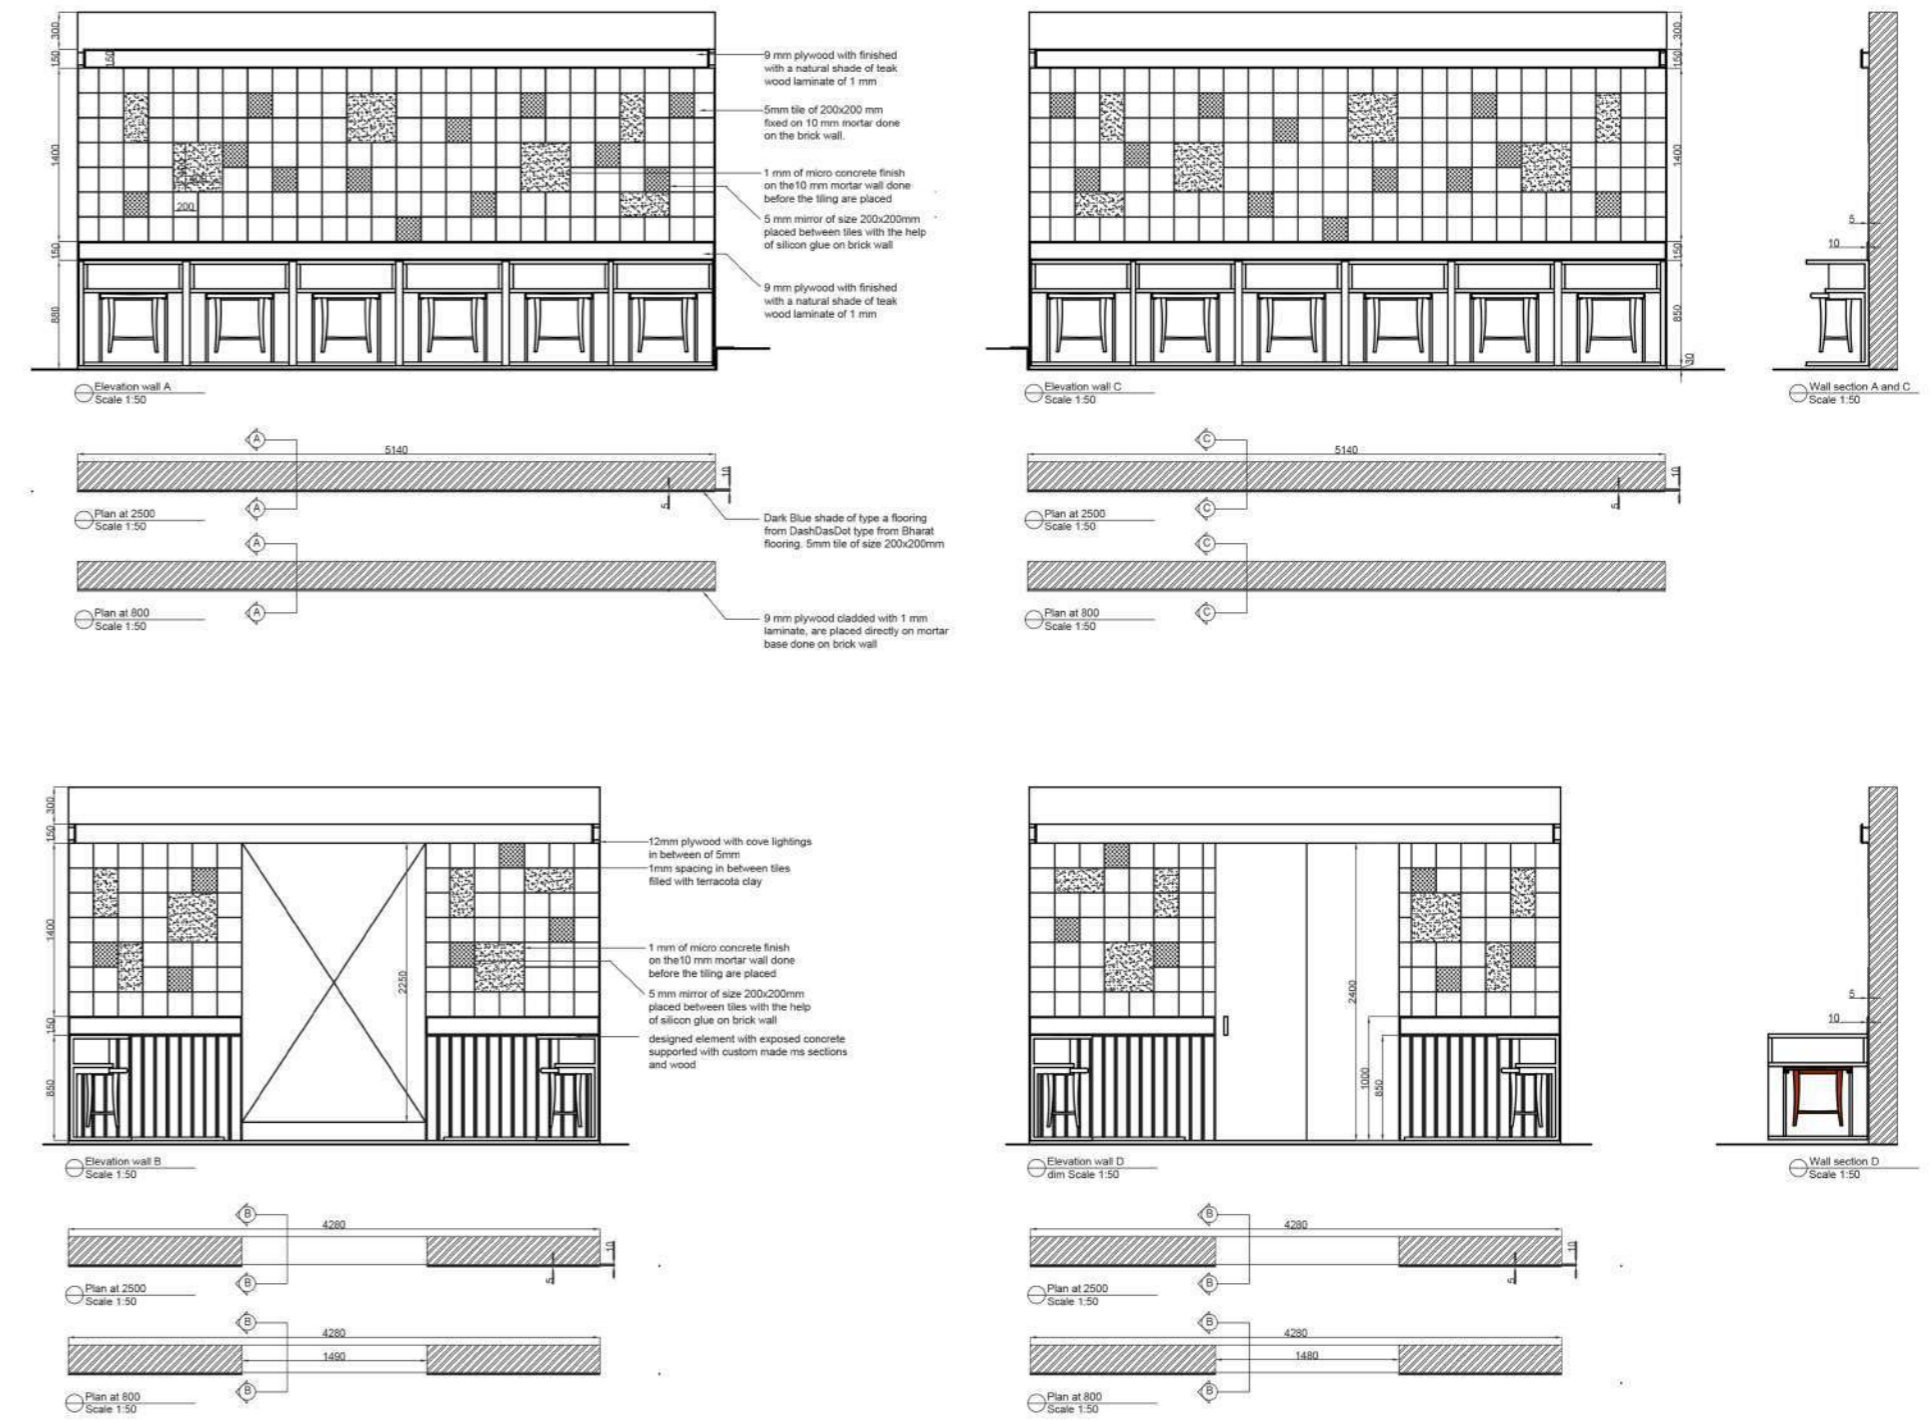 300
150
150
1400
200
150
880
9 mm plywood with finished
with a natural shade of teak
wood laminate of 1 mm
5mm tile of 200x200 mm
fixed on 10 mm mortar done
on the brick wall.
1 mm of micro concrete finish
on the10 mm mortar wall done
before the tiling are placed
5 mm mirror of size 200x200mm
placed between tiles with the help
of silicon glue on brick wall
9 mm plywood with finished
with a natural shade of teak
wood laminate of 1 mm
Elevation wall A
Scale 1:50
300
150
1400
150
850
30
Elevation wall C
Scale 1:50
5
10
Wall section A and C
Scale 1:50
A
5140
10
5
A
Plan at 2500
Scale 1:50
Dark Blue shade of type a flooring
from DashDasDot type from Bharat
flooring. 5mm tile of size 200x200mm
A
A
Plan at 800
Scale 1:50
9 mm plywood cladded with 1 mm
laminate, are placed directly on mortar
base done on brick wall
C
5140
10
5
C
Plan at 2500
Scale 1:50
C
C
Plan at 800
Scale 1:50
300
150
1400
150
850
2250
12mm plywood with cove lightings
in between of 5mm
1mm spacing in between tiles
filled with terracota clay
1 mm of micro concrete finish
on the10 mm mortar wall done
before the tiling are placed
5 mm mirror of size 200x200mm
placed between tiles with the help
of silicon glue on brick wall
designed element with exposed concrete
supported with custom made ms sections
and wood
Elevation wall B
Scale 1:50
2400
1000
850
Elevation wall D
dim Scale 1:50
5
10
Wall section D
Scale 1:50
B
4280
10
5
B
Plan at 2500
Scale 1:50
B
4280
1490
B
Plan at 800
Scale 1:50
B
4280
10
5
B
Plan at 2500
Scale 1:50
B
4280
1480
B
Plan at 800
Scale 1:50